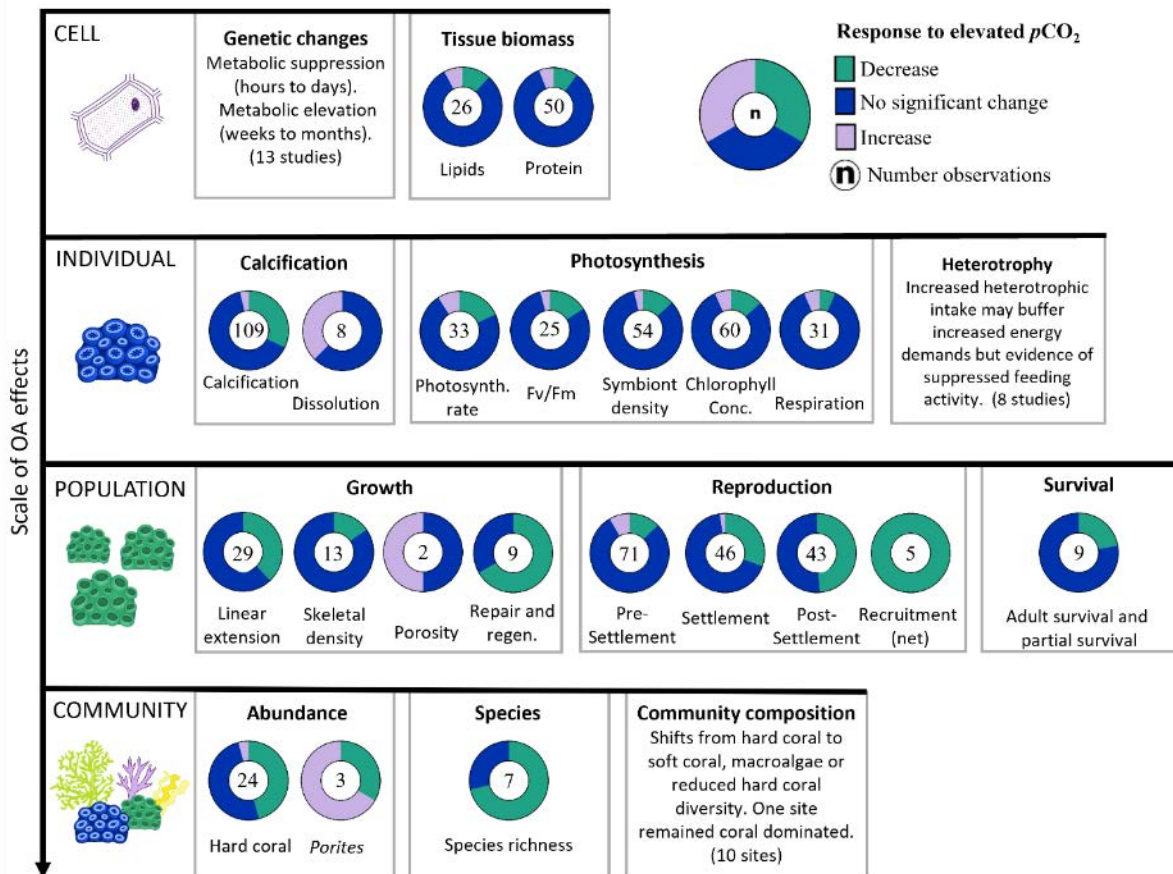 Scale of OA effects
CELL
Genetic changes
Metabolic suppression
(hours to days).
Metabolic elevation
(weeks to months).
(13 studies)
Tissue biomass
26
50
Lipids
Protein
n
Response to elevated pCO₂
Decrease
No significant change
Increase
n Number observations
INDIVIDUAL
Calcification
109
8
Calcification
Dissolution
Photosynthesis
33
25
54
60
31
Photosynth.
rate
Fv/Fm
Symbiont
density
Chlorophyll
Conc.
Respiration
Heterotrophy
Increased heterotrophic
intake may buffer
increased energy
demands but evidence of
suppressed feeding
activity. (8 studies)
POPULATION
Growth
29
13
2
9
Linear
extension
Skeletal
density
Porosity
Repair and
regen.
Reproduction
71
46
43
5
Pre-
Settlement
Settlement
Post-
Settlement
Recruitment
(net)
Survival
9
Adult survival and
partial survival
COMMUNITY
Abundance
24
3
Hard coral
Porites
Species
7
Species richness
Community composition
Shifts from hard coral to
soft coral, macroalgae or
reduced hard coral
diversity. One site
remained coral dominated.
(10 sites)